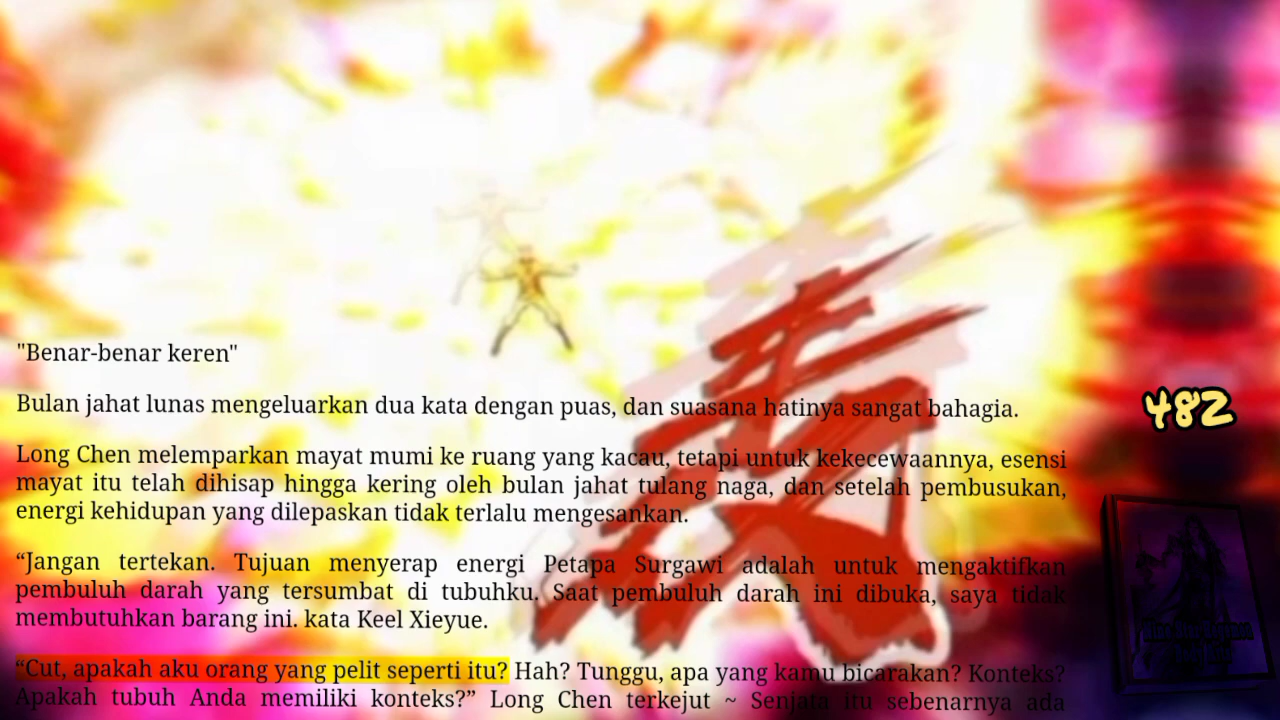 "Benar-benar keren"
Bulan jahat lunas mengeluarkan dua kata dengan puas, dan suasana hatinya sangat bahagia.
Long Chen melemparkan mayat mumi ke ruang yang kacau, tetapi untuk kekecewaannya, esensi
mayat itu telah dihisap hingga kering oleh bulan jahat tulang naga, dan setelah pembusukan,
energi kehidupan yang dilepaskan tidak terlalu mengesankan.
“Jangan tertekan. Tujuan menyerap energi Petapa Surgawi adalah untuk mengaktifkan
pembuluh darah yang tersumbat di tubuhku. Saat pembuluh darah ini dibuka, saya tidak
membutuhkan barang ini. kata Keel Xieyue.
“Cut, apakah aku orang yang pelit seperti itu? Hah? Tunggu, apa yang kamu bicarakan? Konteks?
Apakah tubuh Anda memiliki konteks?” Long Chen terkejut ~ Senjata itu sebenarnya ada
482